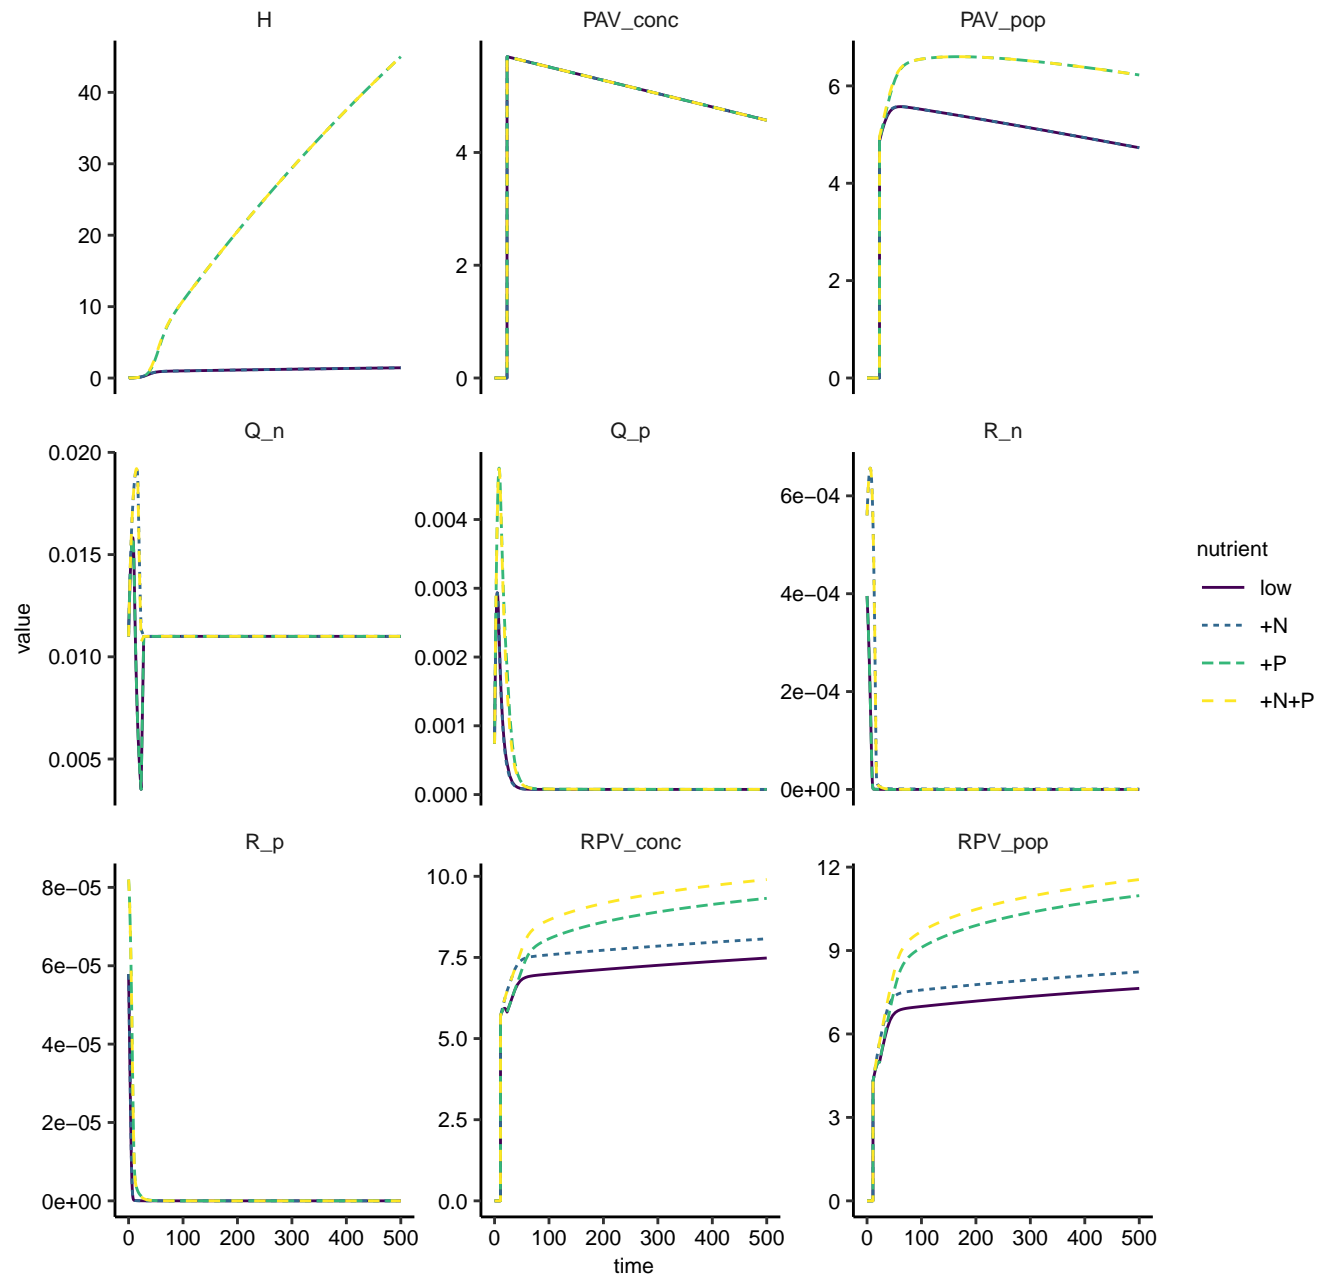 H
PAV_conc
PAV_pop
40
30
20
10
0
4
2
0
6
4
2
0
Q_n
Q_p
R_n
0.020
0.015
0.010
0.005
0.004
0.003
0.002
0.001
0.000
6e−04
4e−04
2e−04
0e+00
value
nutrient
low
+N
+P
+N+P
R_p
RPV_conc
RPV_pop
8e−05
6e−05
4e−05
2e−05
0e+00
10.0
7.5
5.0
2.5
0.0
12
9
6
3
0
0 100 200 300 400 500
0 100 200 300 400 500
0 100 200 300 400 500
time